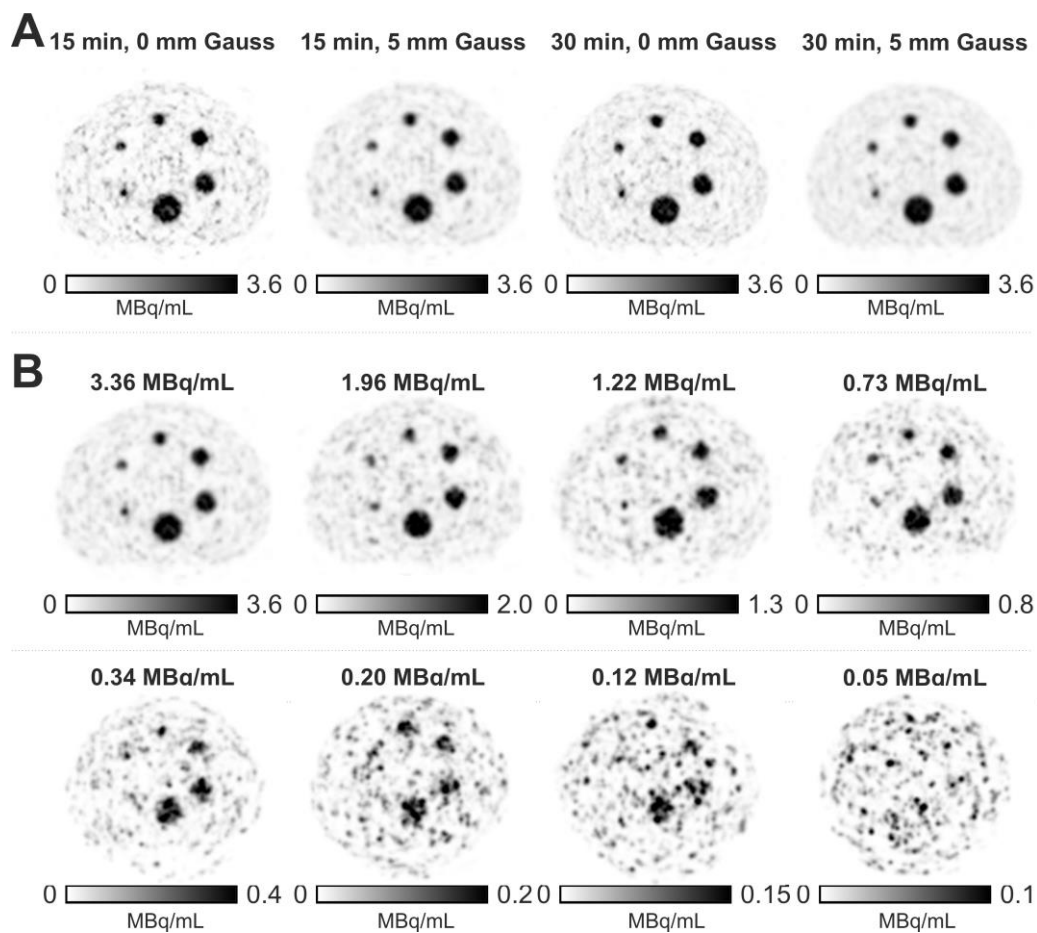 A 15 min, 0 mm Gauss 15 min, 5 mm Gauss 30 min, 0 mm Gauss 30 min, 5 mm Gauss
0 3.6 0 3.6 0 3.6 0 3.6
MBq/mL MBq/mL MBq/mL MBq/mL
B
3.36 MBq/mL 1.96 MBq/mL 1.22 MBq/mL 0.73 MBq/mL
0 3.6 0 2.0 0 1.3 0 0.8
MBq/mL MBq/mL MBq/mL MBq/mL
0.34 MBq/mL 0.20 MBq/mL 0.12 MBq/mL 0.05 MBq/mL
0 0.4 0 0.2 0 0.15 0 0.1
MBq/mL MBq/mL MBq/mL MBq/mL